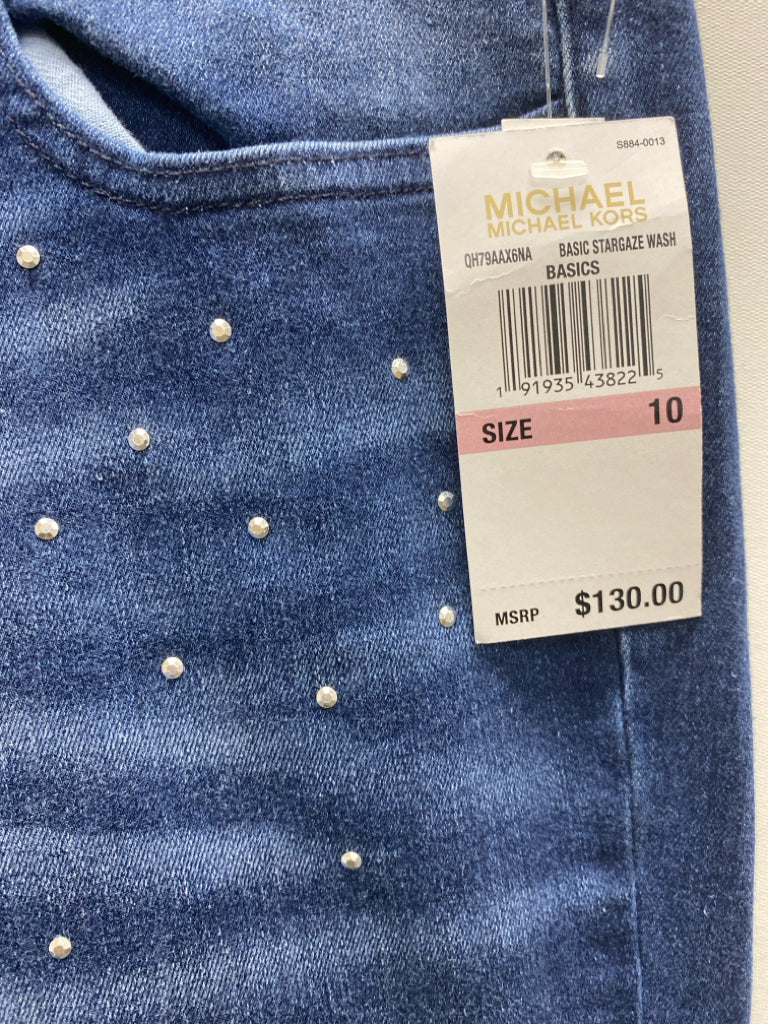 S884-0013
MICHAEL
MICHAEL KORS
QH79AAX6NA BASIC STARGAZE WASH
BASICS
1 91935 43822 5
SIZE 10
MSRP $130.00